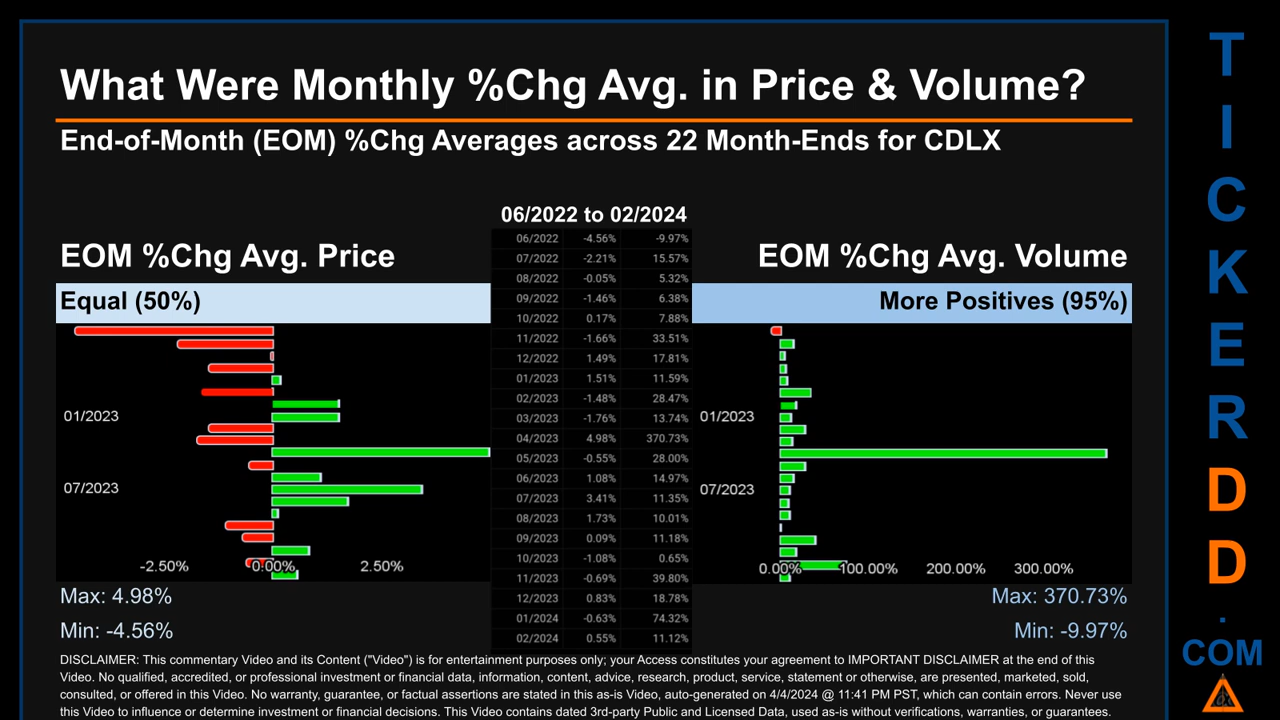 What Were Monthly %Chg Avg. in Price & Volume?
End-of-Month (EOM) %Chg Averages across 22 Month-Ends for CDLX
06/2022 to 02/2024
EOM %Chg Avg. Price
EOM %Chg Avg. Volume
Equal (50%)
More Positives (95%)
06/2022 -4.56% -9.97%
07/2022 -2.21% 15.57%
08/2022 -0.05% 5.32%
09/2022 -1.46% 6.38%
10/2022 0.17% 7.88%
11/2022 -1.66% 33.51%
12/2022 1.49% 17.81%
01/2023 1.51% 11.59%
02/2023 -1.48% 28.47%
03/2023 -1.76% 13.74%
04/2023 4.98% 370.73%
05/2023 -0.55% 28.00%
06/2023 1.08% 14.97%
07/2023 3.41% 11.35%
08/2023 1.73% 10.01%
09/2023 0.09% 11.18%
10/2023 -1.08% 0.65%
11/2023 -0.69% 39.80%
12/2023 0.83% 18.78%
01/2024 -0.63% 74.32%
02/2024 0.55% 11.12%
01/2023
07/2023
-2.50% 0.00% 2.50%
01/2023
07/2023
0.00% 100.00% 200.00% 300.00%
Max: 4.98%
Min: -4.56%
Max: 370.73%
Min: -9.97%
DISCLAIMER: This commentary Video and its Content ("Video") is for entertainment purposes only; your Access constitutes your agreement to IMPORTANT DISCLAIMER at the end of this
Video. No qualified, accredited, or professional investment or financial data, information, content, advice, research, product, service, statement or otherwise, are presented, marketed, sold,
consulted, or offered in this Video. No warranty, guarantee, or factual assertions are stated in this as-is Video, auto-generated on 4/4/2024 @ 11:41 PM PST, which can contain errors. Never use
this Video to influence or determine investment or financial decisions. This Video contains dated 3rd-party Public and Licensed Data, used as-is without verifications, warranties, or guarantees.
T
I
C
K
E
R
D
D
.
COM